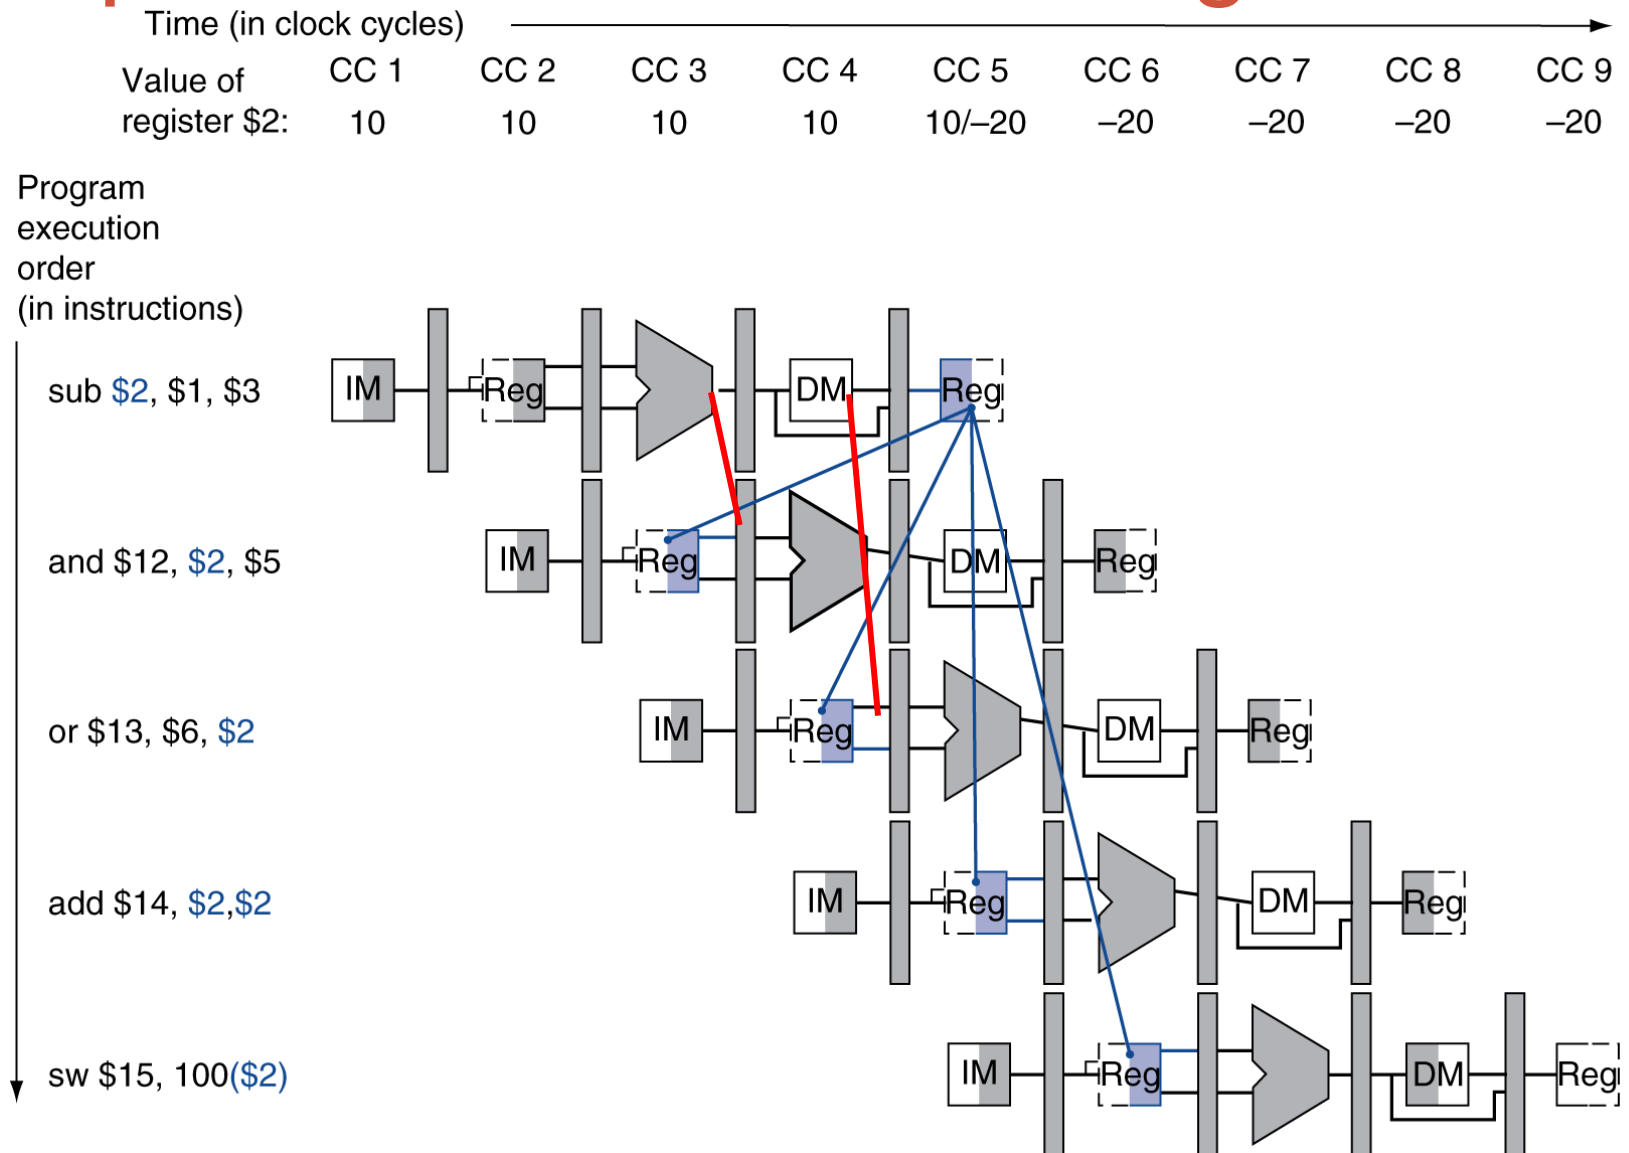 Time (in clock cycles)
Value of register $2:
CC 1 CC 2 CC 3 CC 4 CC 5 CC 6 CC 7 CC 8 CC 9
10 10 10 10 10/–20 –20 –20 –20 –20
Program
execution
order
(in instructions)
sub $2, $1, $3 IM Reg DM Reg
and $12, $2, $5 IM Reg DM Reg
or $13, $6, $2 IM Reg DM Reg
add $14, $2,$2 IM Reg DM Reg
sw $15, 100($2) IM Reg DM Reg